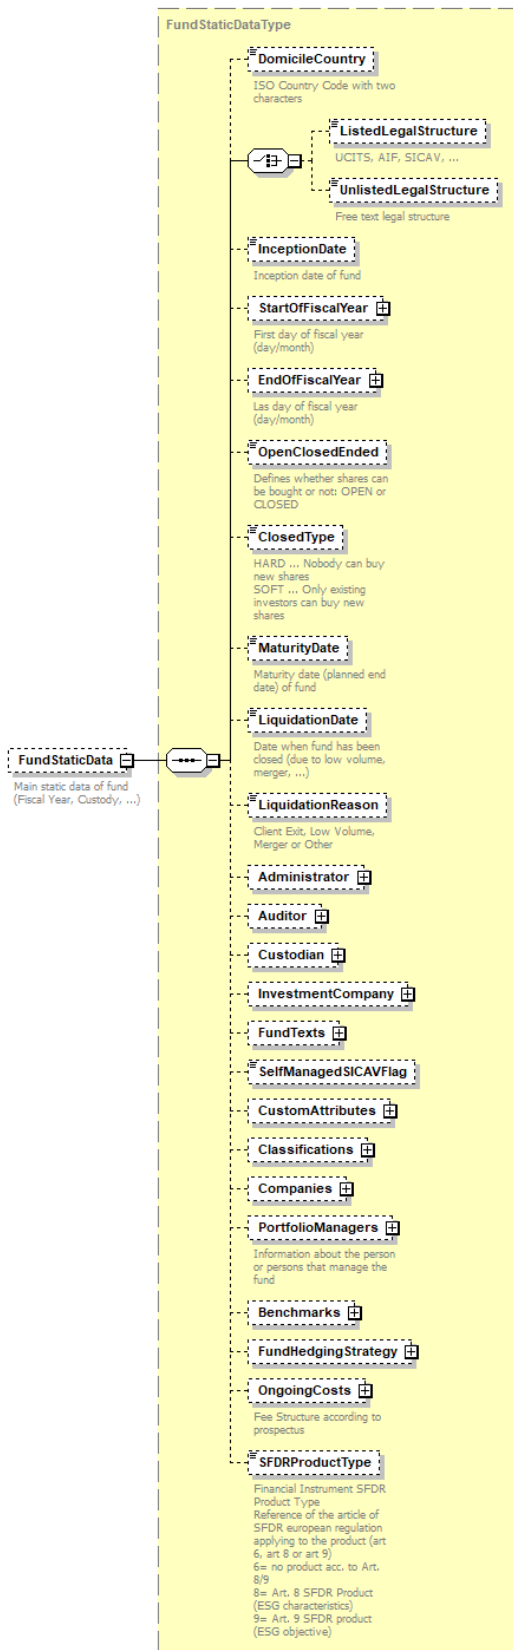 FundStaticDataType
DomicileCountry
ISO Country Code with two
characters
ListedLegalStructure
UCITS, AIF, SICAV, ...
UnlistedLegalStructure
Free text legal structure
InceptionDate
Inception date of fund
StartOfFiscalYear
First day of fiscal year
(day/month)
EndOfFiscalYear
Las day of fiscal year
(day/month)
OpenClosedEnded
Defines whether shares can
be bought or not: OPEN or
CLOSED
ClosedType
HARD ... Nobody can buy
new shares
SOFT ... Only existing
investors can buy new
shares
MaturityDate
Maturity date (planned end
date) of fund
LiquidationDate
Date when fund has been
closed (due to low volume,
merger, ...)
FundStaticData
Main static data of fund
(Fiscal Year, Custody, ...)
LiquidationReason
Client Exit, Low Volume,
Merger or Other
Administrator
Auditor
Custodian
InvestmentCompany
FundTexts
SelfManagedSICAVFlag
CustomAttributes
Classifications
Companies
PortfolioManagers
Information about the person
or persons that manage the
fund
Benchmarks
FundHedgingStrategy
OngoingCosts
Fee Structure according to
prospectus
SFDRProductType
Financial Instrument SFDR
Product Type
Reference of the article of
SFDR european regulation
applying to the product (art
6, art 8 or art 9)
6= no product acc. to Art.
8/9
8= Art. 8 SFDR Product
(ESG characteristics)
9= Art. 9 SFDR product
(ESG objective)